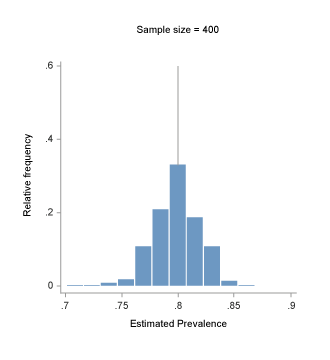 Sample size = 400
.6
.4
.2
0
Relative frequency
.7 .75 .8 .85 .9
Estimated Prevalence